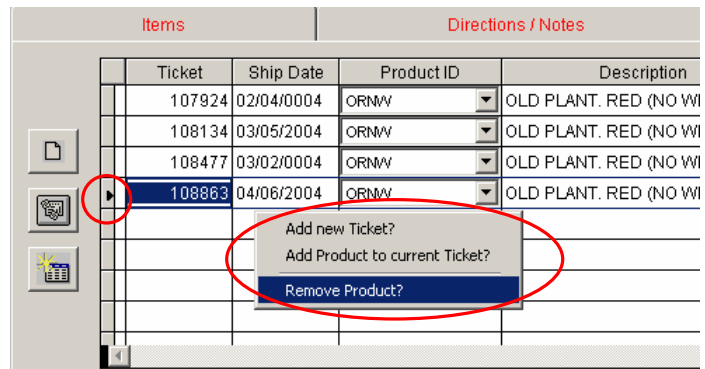 Items Directions / Notes
Ticket Ship Date Product ID Description
107924 02/04/0004 ORNW OLD PLANT. RED (NO WI
108134 03/05/2004 ORNW OLD PLANT. RED (NO WI
108477 03/02/0004 ORNW OLD PLANT. RED (NO WI
108863 04/06/2004 ORNW OLD PLANT. RED (NO WI
Add new Ticket?
Add Product to current Ticket?
Remove Product?